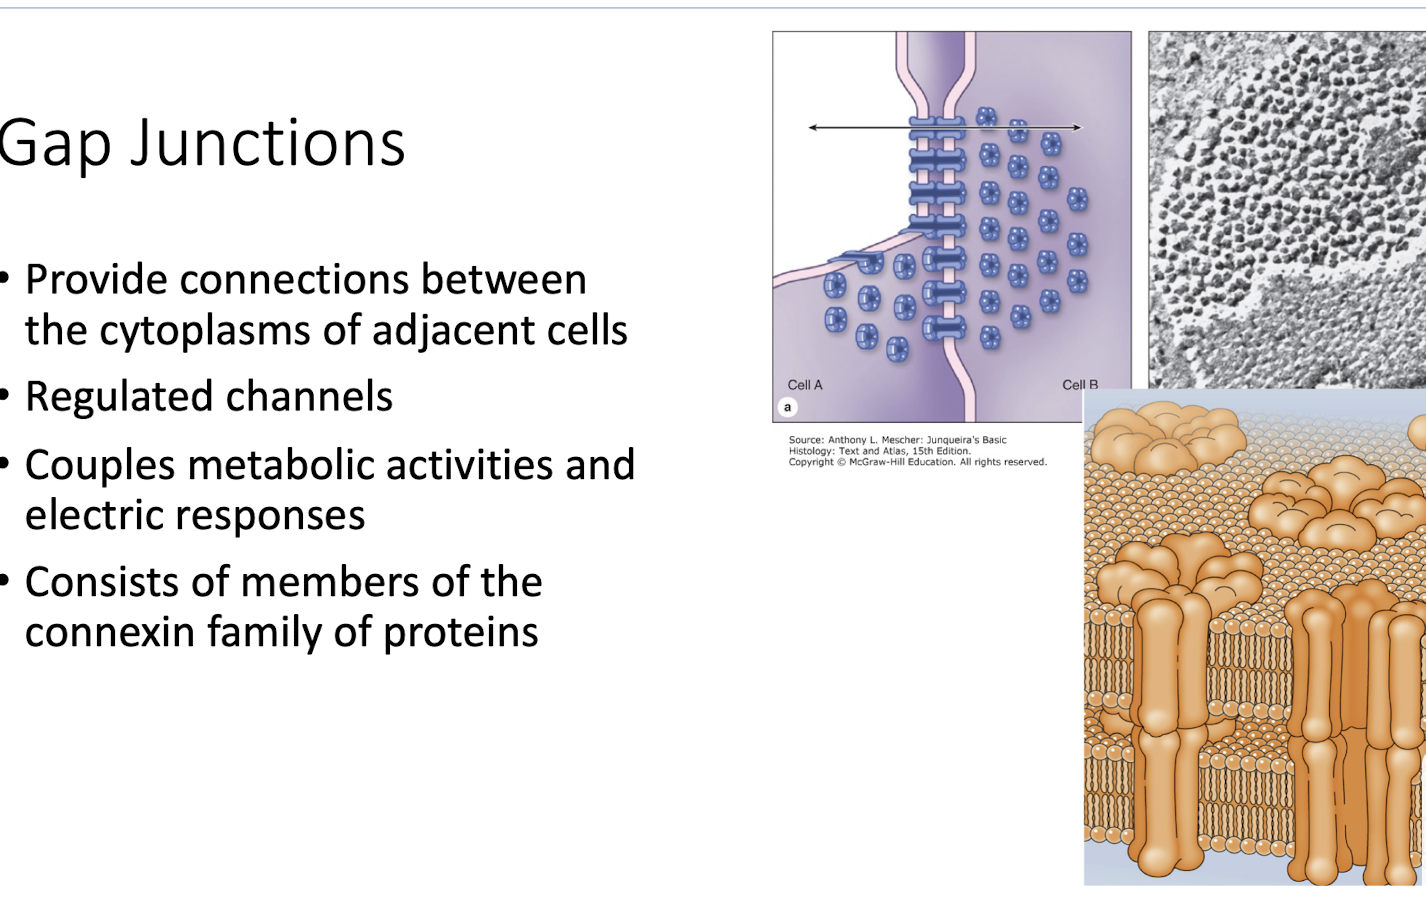 Gap Junctions
• Provide connections between
the cytoplasms of adjacent cells
• Regulated channels
• Couples metabolic activities and
electric responses
• Consists of members of the
connexin family of proteins
Cell A
Cell B
a
Source: Anthony L. Mescher: Junqueira's Basic
Histology: Text and Atlas, 15th Edition.
Copyright © McGraw-Hill Education. All rights reserved.